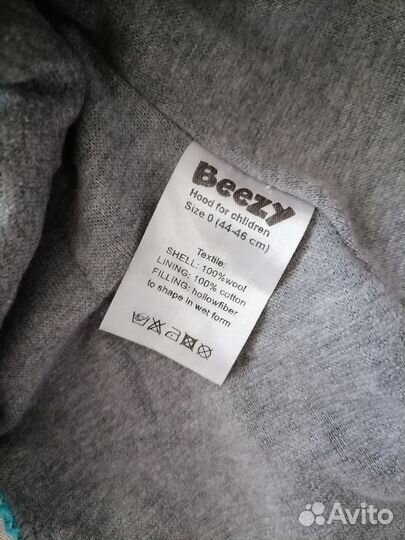 Beezy
Hood for children
Size 0 (44-46 cm)
Textile:
SHELL: 100%wool
LINING: 100% cotton
FILLING: hollowfiber
to shape in wet form
Avito